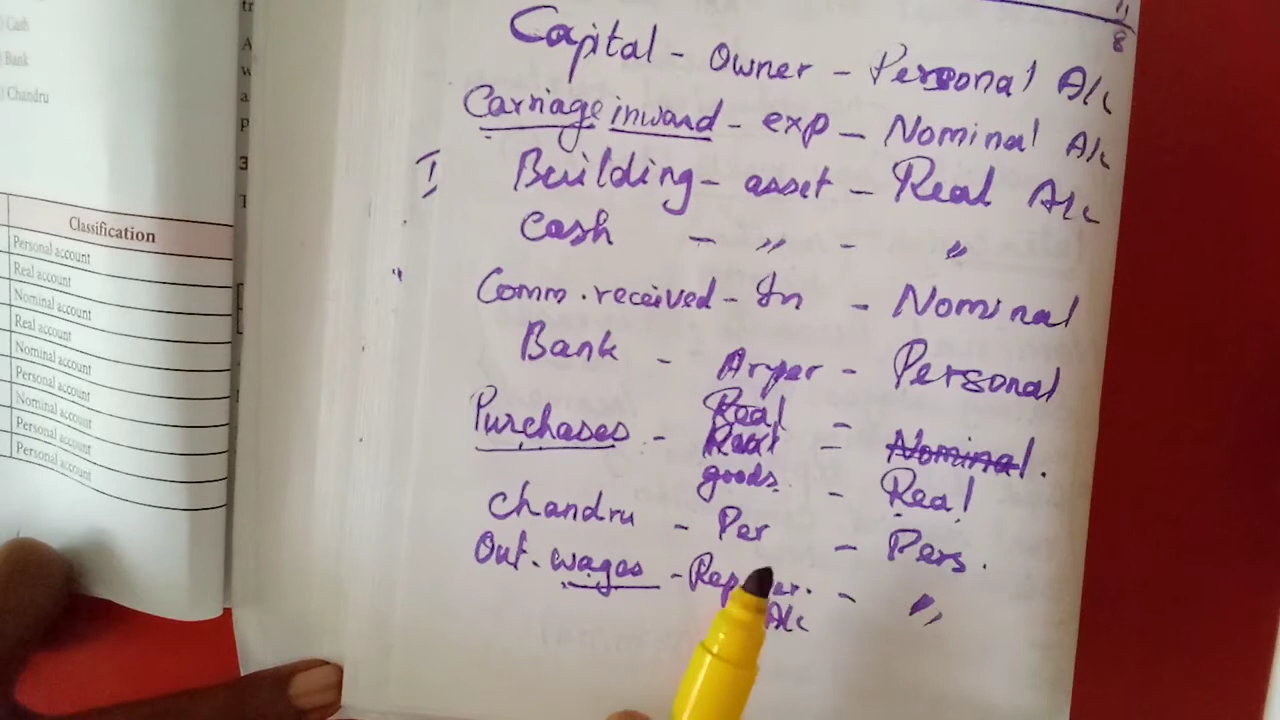 Cash
Bank
Chandru
Classification
Personal account
Real account
Nominal account
Real account
Nominal account
Personal account
Nominal account
Personal account
Personal account
8
Capital - Owner - Personal A/c
Carriage inward - exp - Nominal A/c
I Building - asset - Real A/c
Cash - " - "
Comm. received - In - Nominal
Bank - Arper - Personal
Real -
Purchases - Real - Nominal.
goods - Real
Chandru - Per - Pers.
Out. wages - "
A/c